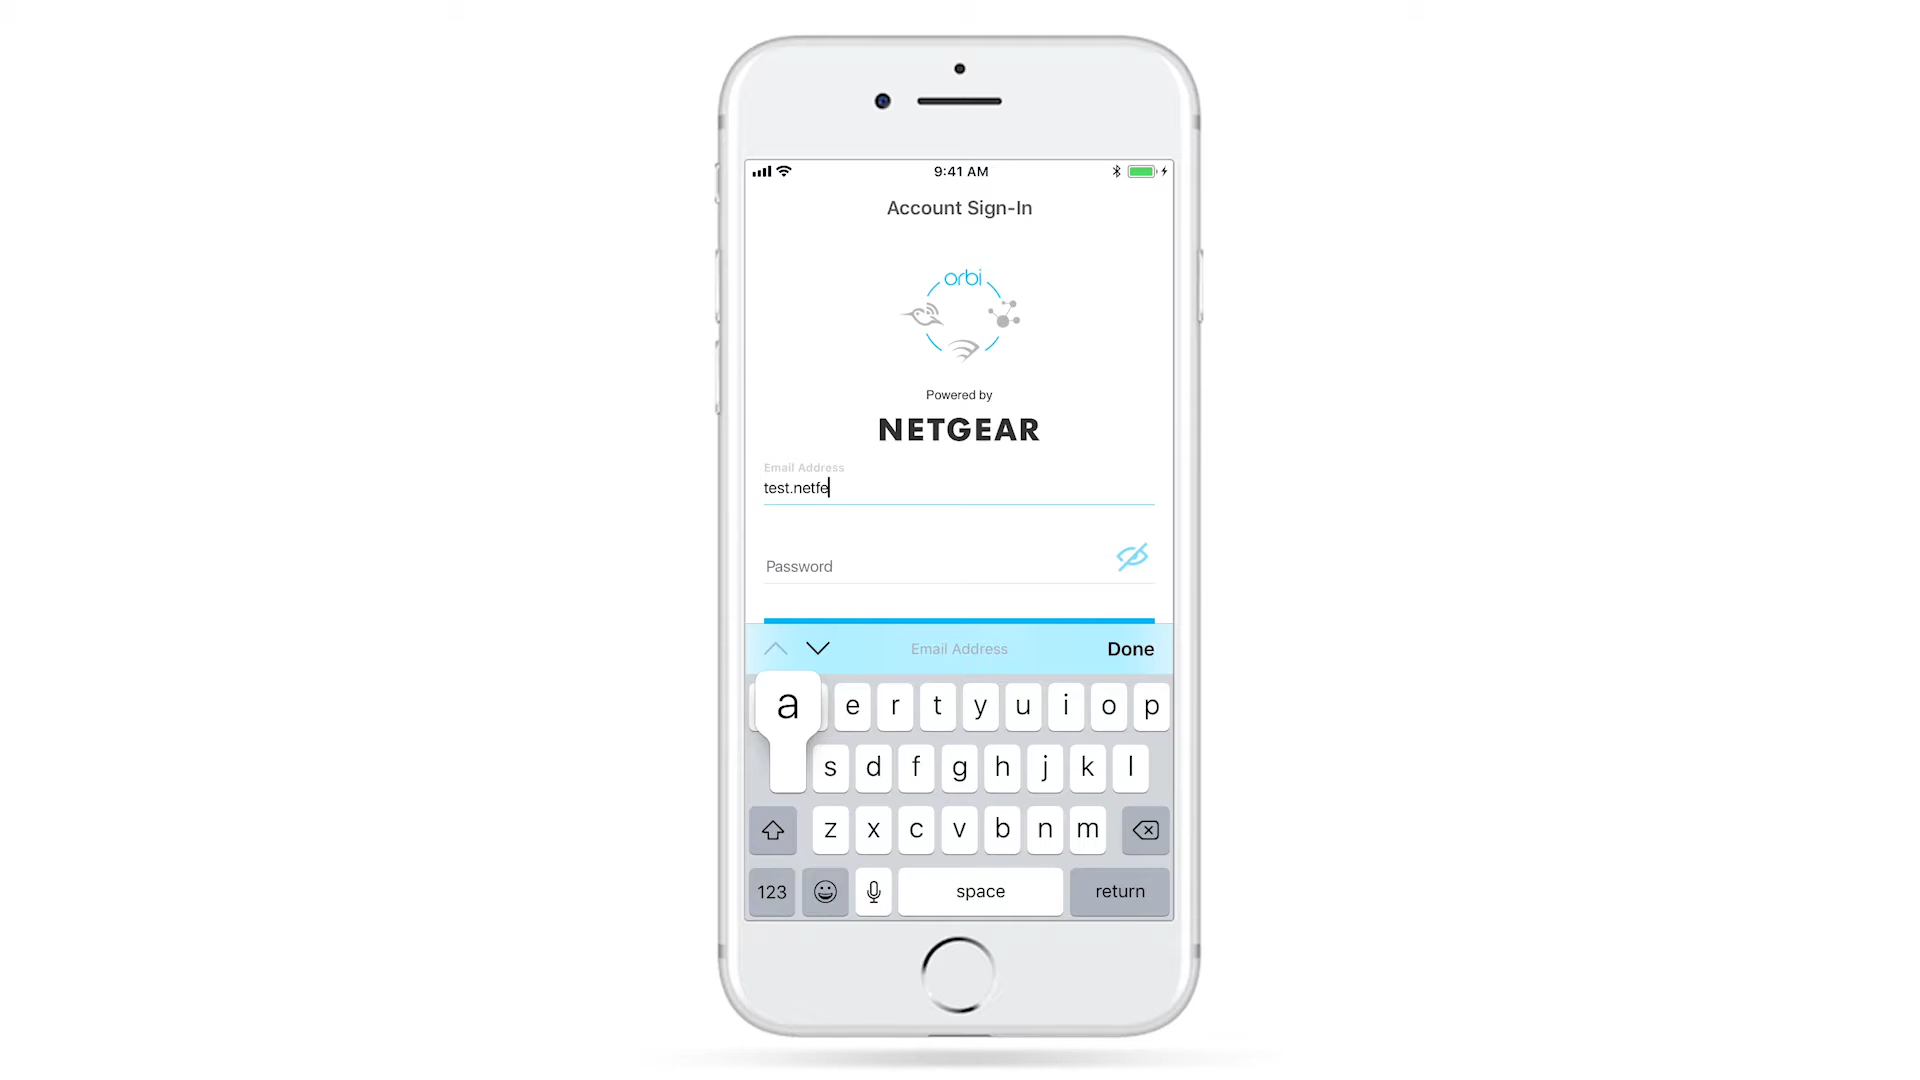 9:41 AM
Account Sign-In
orbi
Powered by
NETGEAR
Email Address
test.netfe
Password
Email Address
Done
a e r t y u i o p
s d f g h j k l
z x c v b n m
123 space return